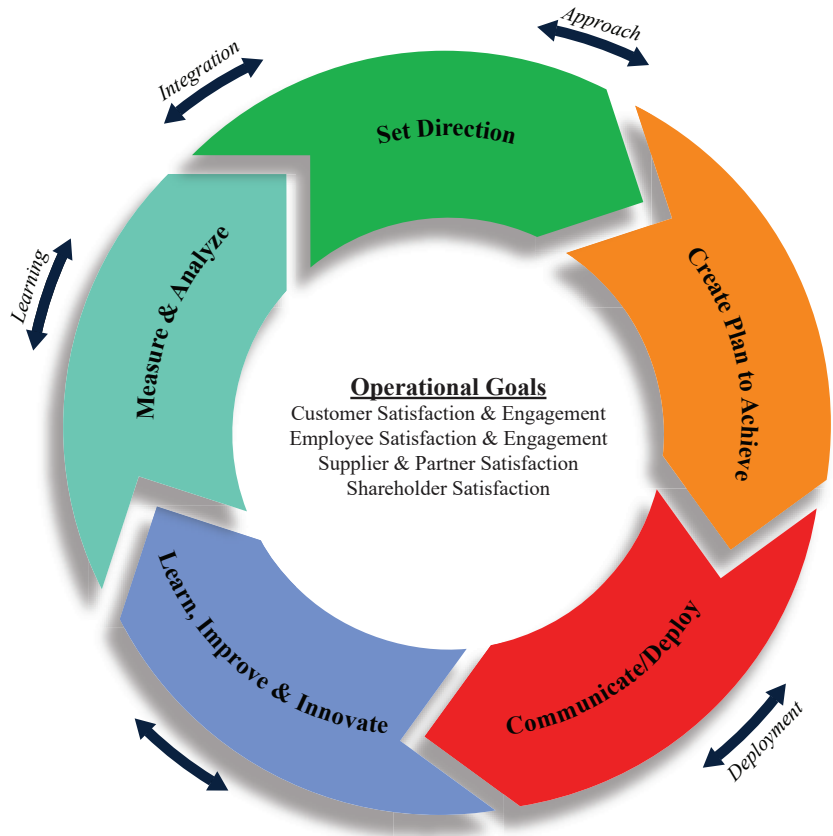 Approach
Integration
Set Direction
Learning
Measure & Analyze
Create Plan to Achieve
Operational Goals
Customer Satisfaction & Engagement
Employee Satisfaction & Engagement
Supplier & Partner Satisfaction
Shareholder Satisfaction
Learn, Improve & Innovate
Communicate/Deploy
Deployment